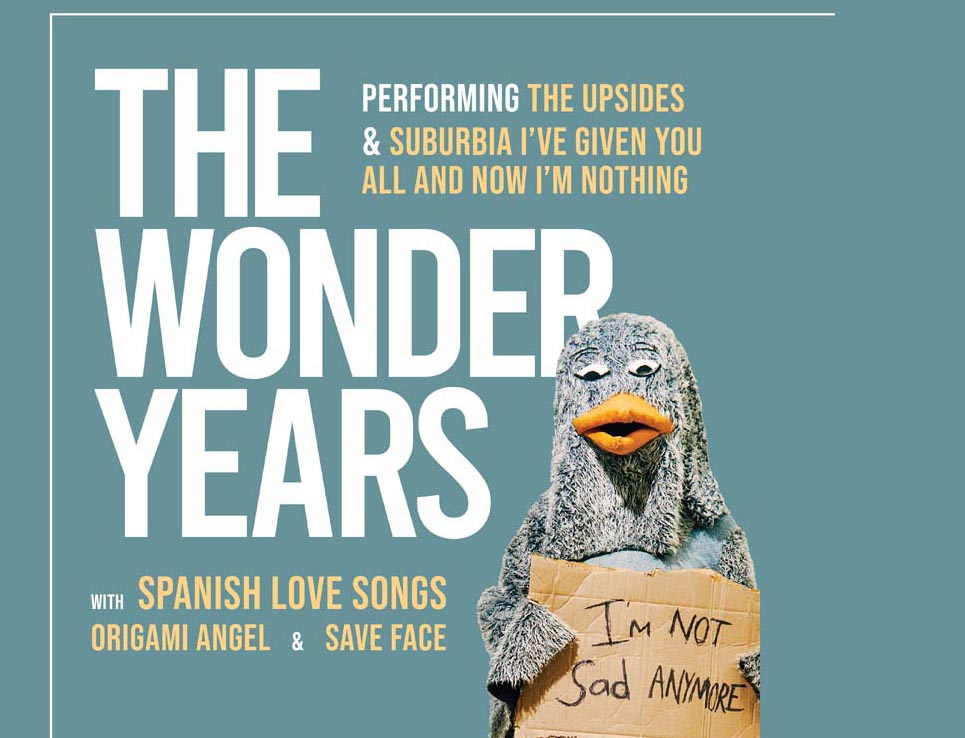 THE
WONDER
YEARS
PERFORMING THE UPSIDES
& SUBURBIA I'VE GIVEN YOU
ALL AND NOW I'M NOTHING
WITH SPANISH LOVE SONGS
ORIGAMI ANGEL & SAVE FACE
I'M NOT
Sad ANYMORE